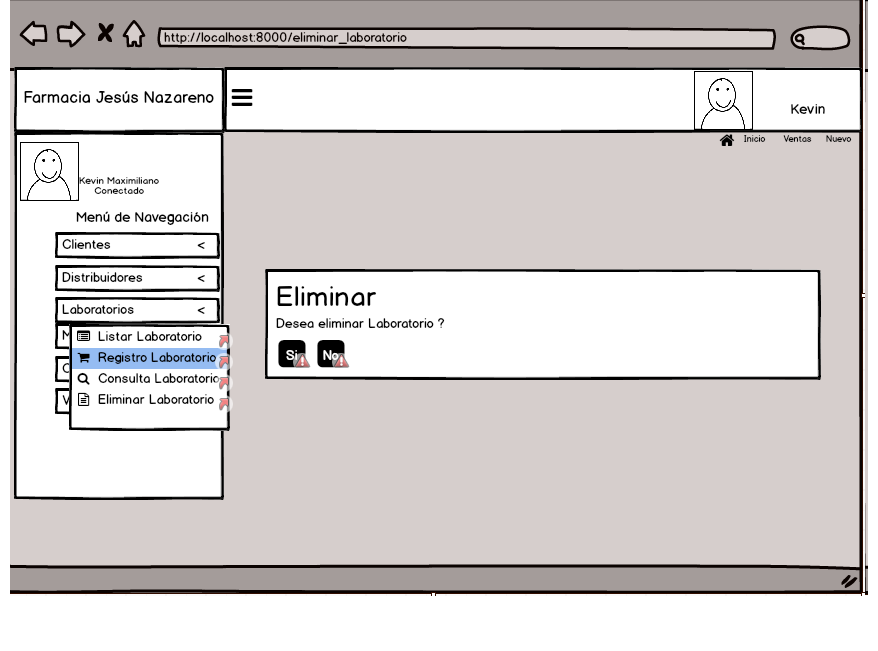 http://localhost:8000/eliminar_laboratorio
Farmacia Jesús Nazareno
Kevin
Inicio Ventas Nuevo
Kevin Maximiliano
Conectado
Menú de Navegación
Clientes <
Distribuidores <
Laboratorios <
Listar Laboratorio
Registro Laboratorio
Consulta Laboratorio
Eliminar Laboratorio
Eliminar
Desea eliminar Laboratorio ?
Si No